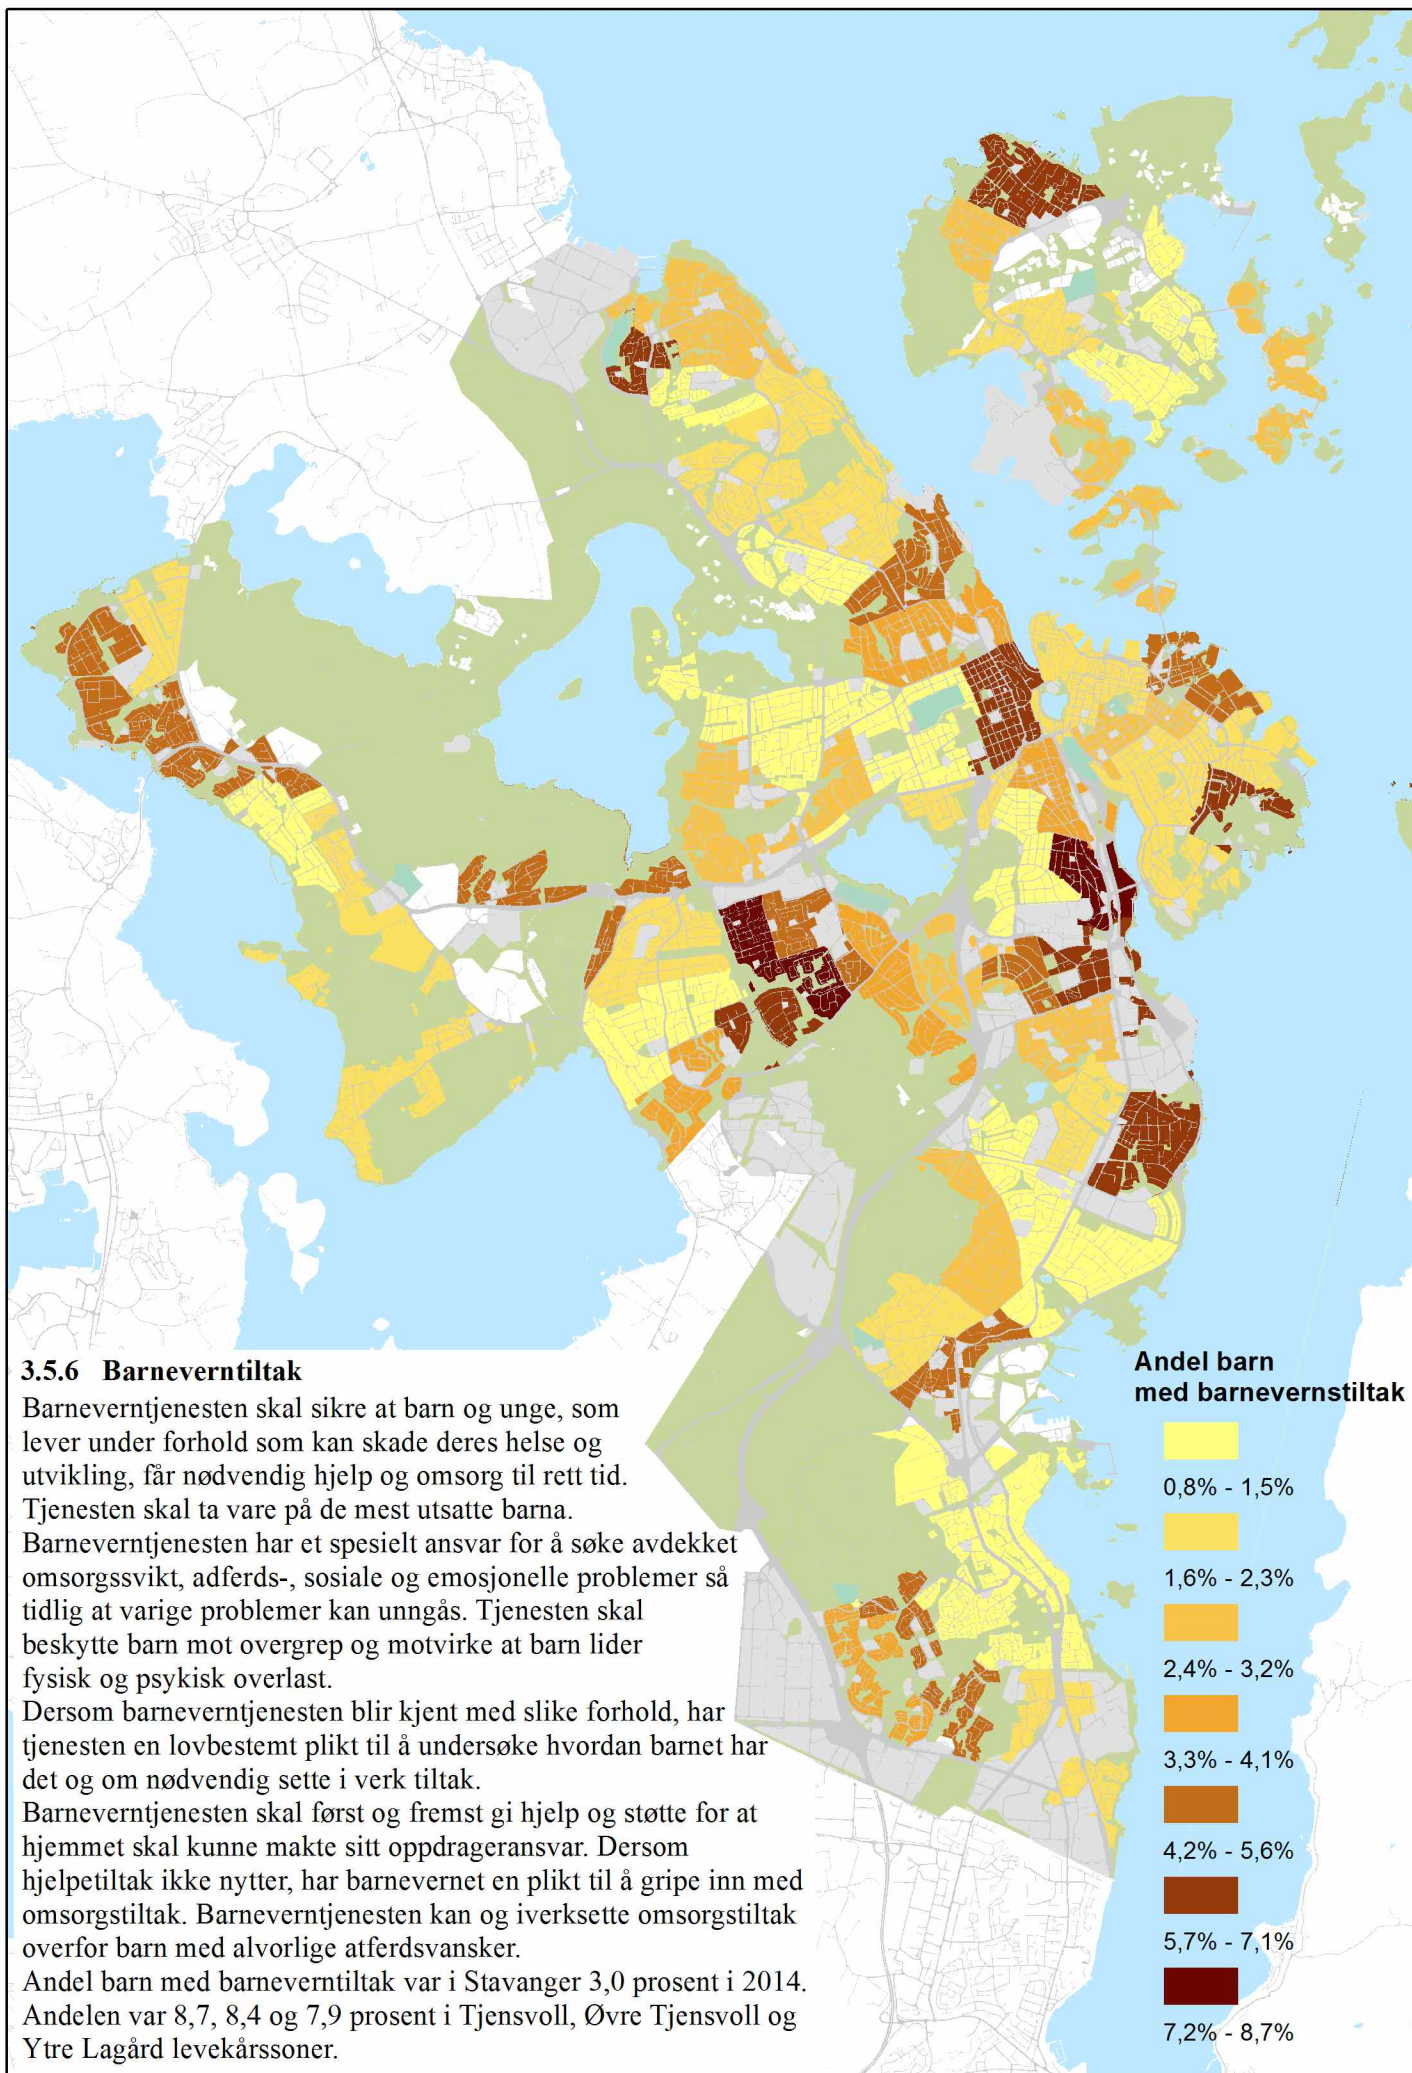 3.5.6 Barneverntiltak
Barneverntjenesten skal sikre at barn og unge, som
lever under forhold som kan skade deres helse og
utvikling, får nødvendig hjelp og omsorg til rett tid.
Tjenesten skal ta vare på de mest utsatte barna.
Barneverntjenesten har et spesielt ansvar for å søke avdekket
omsorgssvikt, adferds-, sosiale og emosjonelle problemer så
tidlig at varige problemer kan unngås. Tjenesten skal
beskytte barn mot overgrep og motvirke at barn lider
fysisk og psykisk overlast.
Dersom barneverntjenesten blir kjent med slike forhold, har
tjenesten en lovbestemt plikt til å undersøke hvordan barnet har
det og om nødvendig sette i verk tiltak.
Barneverntjenesten skal først og fremst gi hjelp og støtte for at
hjemmet skal kunne makte sitt oppdrageransvar. Dersom
hjelpetiltak ikke nytter, har barnevernet en plikt til å gripe inn med
omsorgstiltak. Barneverntjenesten kan og iverksette omsorgstiltak
overfor barn med alvorlige atferdsvansker.
Andel barn med barneverntiltak var i Stavanger 3,0 prosent i 2014.
Andelen var 8,7, 8,4 og 7,9 prosent i Tjensvoll, Øvre Tjensvoll og
Ytre Lagård levekårssoner.
Andel barn
med barnevernstiltak
0,8% - 1,5%
1,6% - 2,3%
2,4% - 3,2%
3,3% - 4,1%
4,2% - 5,6%
5,7% - 7,1%
7,2% - 8,7%